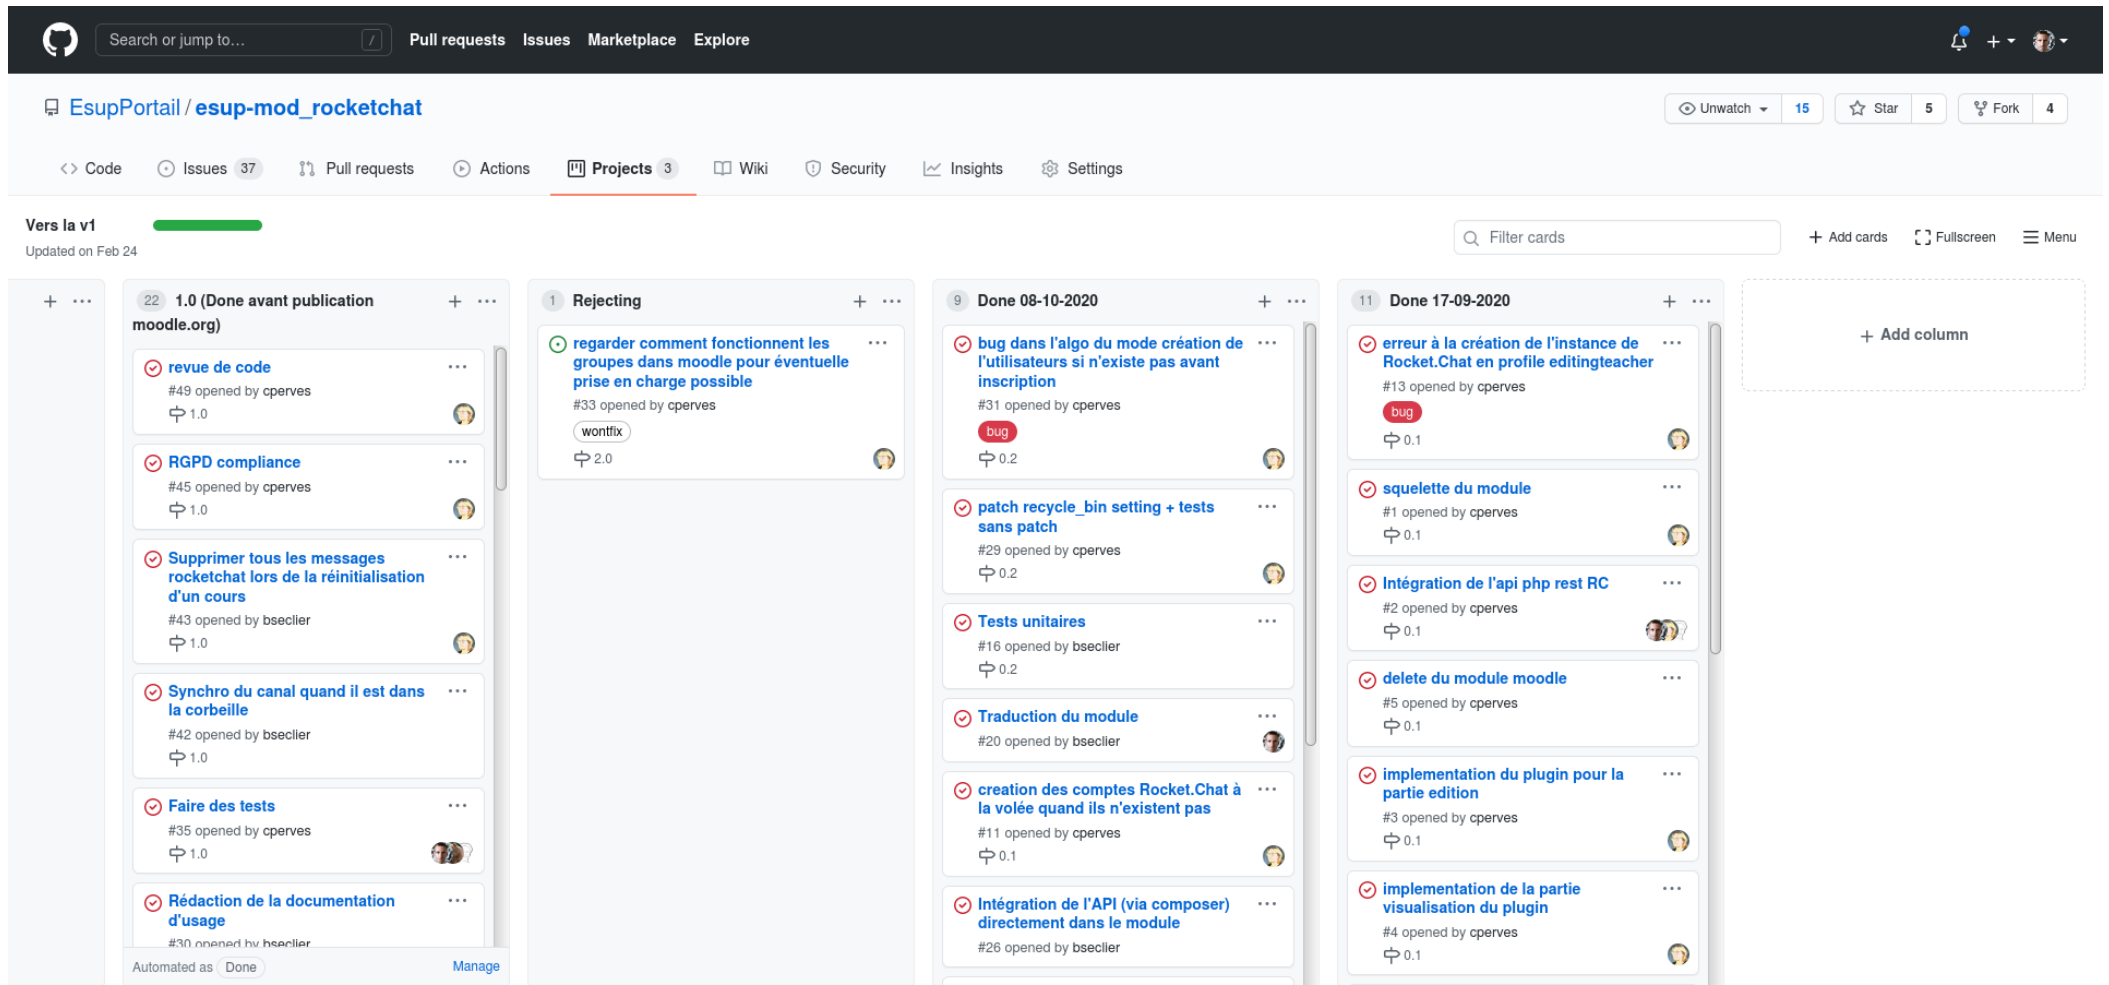 Search or jump to…
/
Pull requests Issues Marketplace Explore
EsupPortail / esup-mod_rocketchat
Unwatch 15
Star 5
Fork 4
Code
Issues 37
Pull requests
Actions
Projects 3
Wiki
Security
Insights
Settings
Vers la v1
Updated on Feb 24
Filter cards
Add cards
Fullscreen
Menu
22 1.0 (Done avant publication
moodle.org)
revue de code
#49 opened by cperves
1.0
RGPD compliance
#45 opened by cperves
1.0
Supprimer tous les messages
rocketchat lors de la réinitialisation
d'un cours
#43 opened by bseclier
1.0
Synchro du canal quand il est dans
la corbeille
#42 opened by bseclier
1.0
Faire des tests
#35 opened by cperves
1.0
Rédaction de la documentation
d'usage
#30 opened by bseclier
Automated as Done
Manage
1 Rejecting
regarder comment fonctionnent les
groupes dans moodle pour éventuelle
prise en charge possible
#33 opened by cperves
wontfix
2.0
9 Done 08-10-2020
bug dans l'algo du mode création de
l'utilisateurs si n'existe pas avant
inscription
#31 opened by cperves
bug
0.2
patch recycle_bin setting + tests
sans patch
#29 opened by cperves
0.2
Tests unitaires
#16 opened by bseclier
0.2
Traduction du module
#20 opened by bseclier
creation des comptes Rocket.Chat à
la volée quand ils n'existent pas
#11 opened by cperves
0.1
Intégration de l'API (via composer)
directement dans le module
#26 opened by bseclier
11 Done 17-09-2020
erreur à la création de l'instance de
Rocket.Chat en profile editingteacher
#13 opened by cperves
bug
0.1
squelette du module
#1 opened by cperves
0.1
Intégration de l'api php rest RC
#2 opened by cperves
0.1
delete du module moodle
#5 opened by cperves
0.1
implementation du plugin pour la
partie edition
#3 opened by cperves
0.1
implementation de la partie
visualisation du plugin
#4 opened by cperves
0.1
Add column